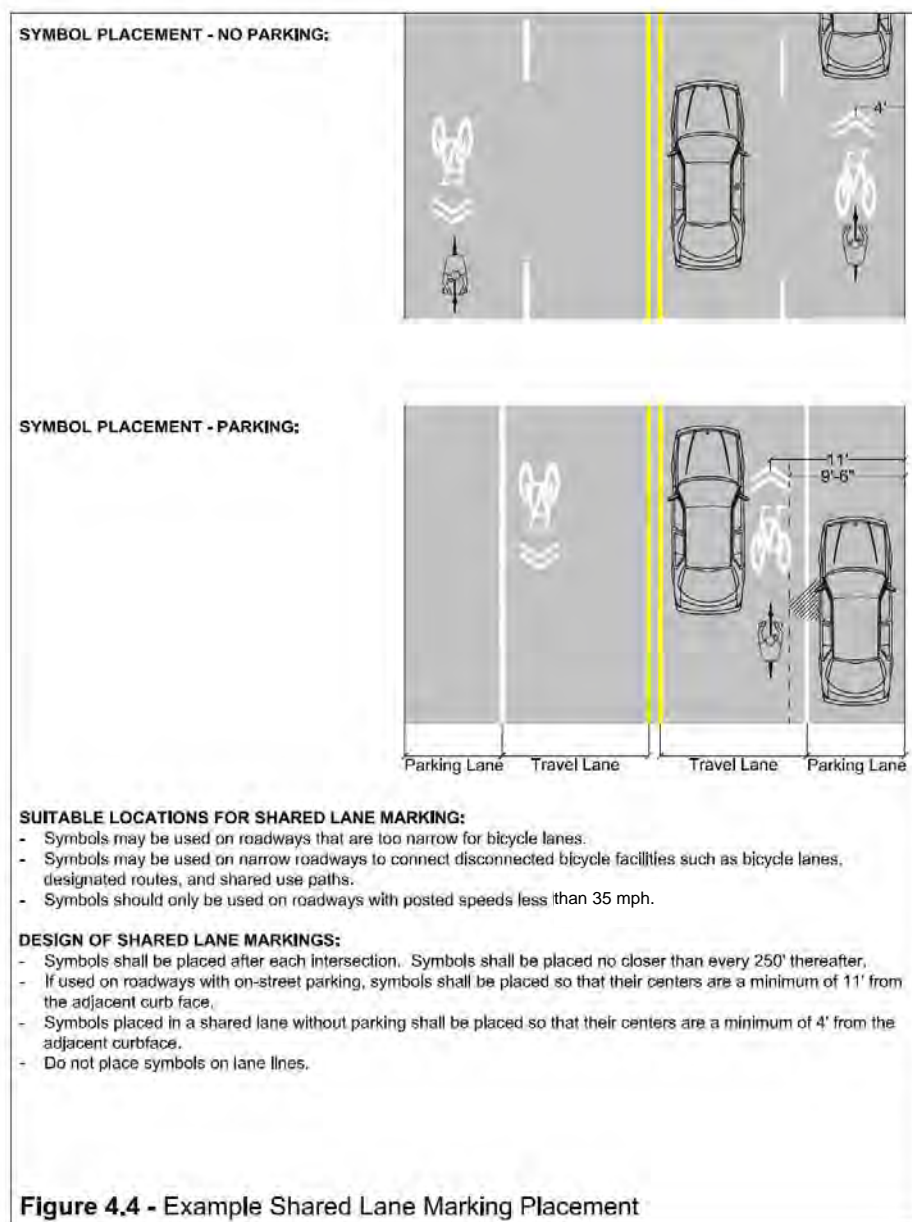 SYMBOL PLACEMENT - NO PARKING:
4'
SYMBOL PLACEMENT - PARKING:
11'
9'-6"
Parking Lane Travel Lane Travel Lane Parking Lane
SUITABLE LOCATIONS FOR SHARED LANE MARKING:
- Symbols may be used on roadways that are too narrow for bicycle lanes.
- Symbols may be used on narrow roadways to connect disconnected bicycle facilities such as bicycle lanes,
designated routes, and shared use paths.
- Symbols should only be used on roadways with posted speeds less than 35 mph.
DESIGN OF SHARED LANE MARKINGS:
- Symbols shall be placed after each intersection. Symbols shall be placed no closer than every 250' thereafter.
- If used on roadways with on-street parking, symbols shall be placed so that their centers are a minimum of 11' from
the adjacent curb face.
- Symbols placed in a shared lane without parking shall be placed so that their centers are a minimum of 4' from the
adjacent curbface.
- Do not place symbols on lane lines.
Figure 4.4 - Example Shared Lane Marking Placement